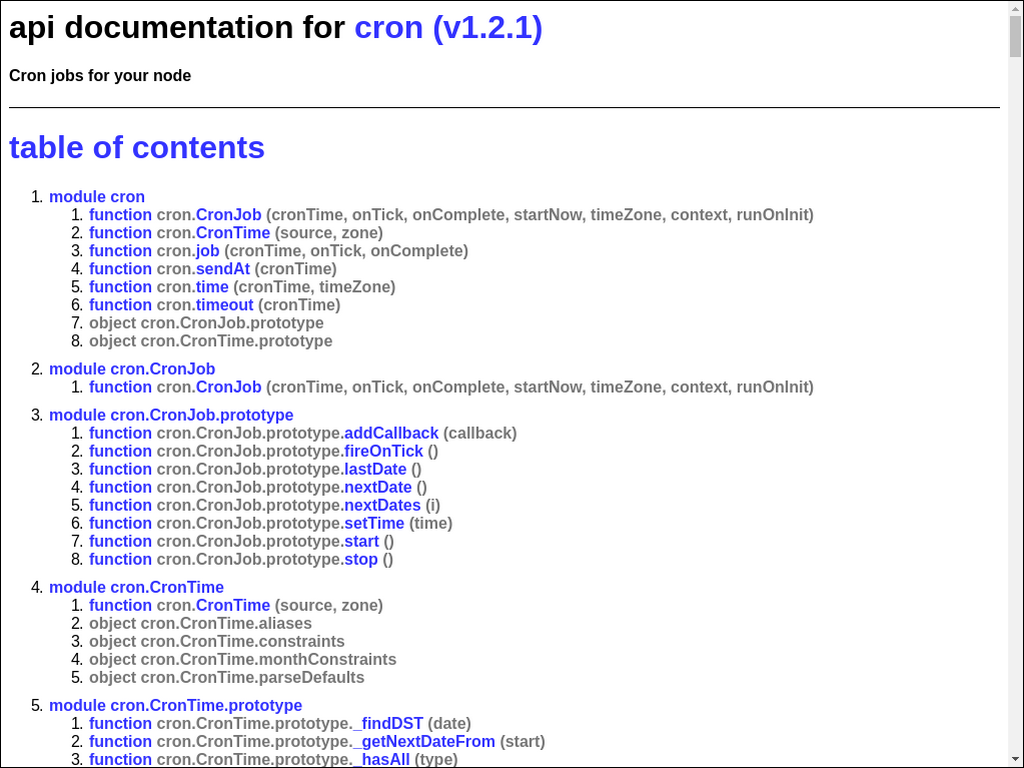 api documentation for cron (v1.2.1)
Cron jobs for your node
table of contents
1. module cron
1. function cron.CronJob (cronTime, onTick, onComplete, startNow, timeZone, context, runOnInit)
2. function cron.CronTime (source, zone)
3. function cron.job (cronTime, onTick, onComplete)
4. function cron.sendAt (cronTime)
5. function cron.time (cronTime, timeZone)
6. function cron.timeout (cronTime)
7. object cron.CronJob.prototype
8. object cron.CronTime.prototype
2. module cron.CronJob
1. function cron.CronJob (cronTime, onTick, onComplete, startNow, timeZone, context, runOnInit)
3. module cron.CronJob.prototype
1. function cron.CronJob.prototype.addCallback (callback)
2. function cron.CronJob.prototype.fireOnTick ()
3. function cron.CronJob.prototype.lastDate ()
4. function cron.CronJob.prototype.nextDate ()
5. function cron.CronJob.prototype.nextDates (i)
6. function cron.CronJob.prototype.setTime (time)
7. function cron.CronJob.prototype.start ()
8. function cron.CronJob.prototype.stop ()
4. module cron.CronTime
1. function cron.CronTime (source, zone)
2. object cron.CronTime.aliases
3. object cron.CronTime.constraints
4. object cron.CronTime.monthConstraints
5. object cron.CronTime.parseDefaults
5. module cron.CronTime.prototype
1. function cron.CronTime.prototype._findDST (date)
2. function cron.CronTime.prototype._getNextDateFrom (start)
3. function cron.CronTime.prototype._hasAll (type)